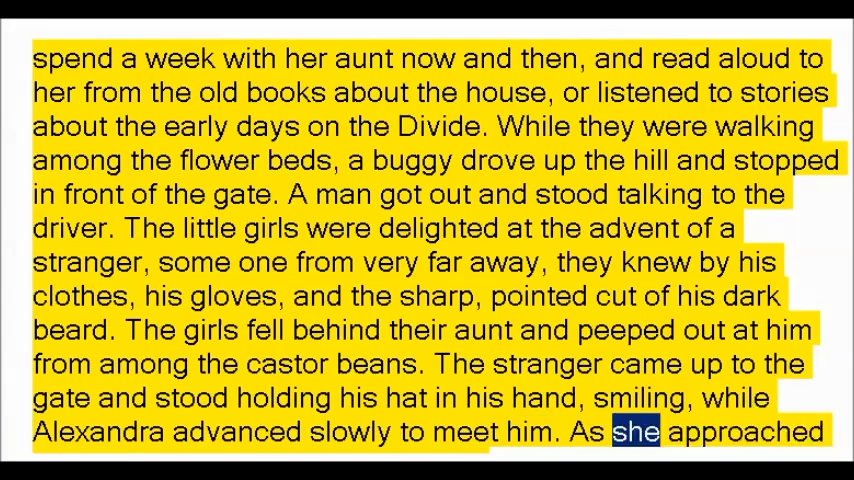 spend a week with her aunt now and then, and read aloud to
her from the old books about the house, or listened to stories
about the early days on the Divide. While they were walking
among the flower beds, a buggy drove up the hill and stopped
in front of the gate. A man got out and stood talking to the
driver. The little girls were delighted at the advent of a
stranger, some one from very far away, they knew by his
clothes, his gloves, and the sharp, pointed cut of his dark
beard. The girls fell behind their aunt and peeped out at him
from among the castor beans. The stranger came up to the
gate and stood holding his hat in his hand, smiling, while
Alexandra advanced slowly to meet him. As she approached